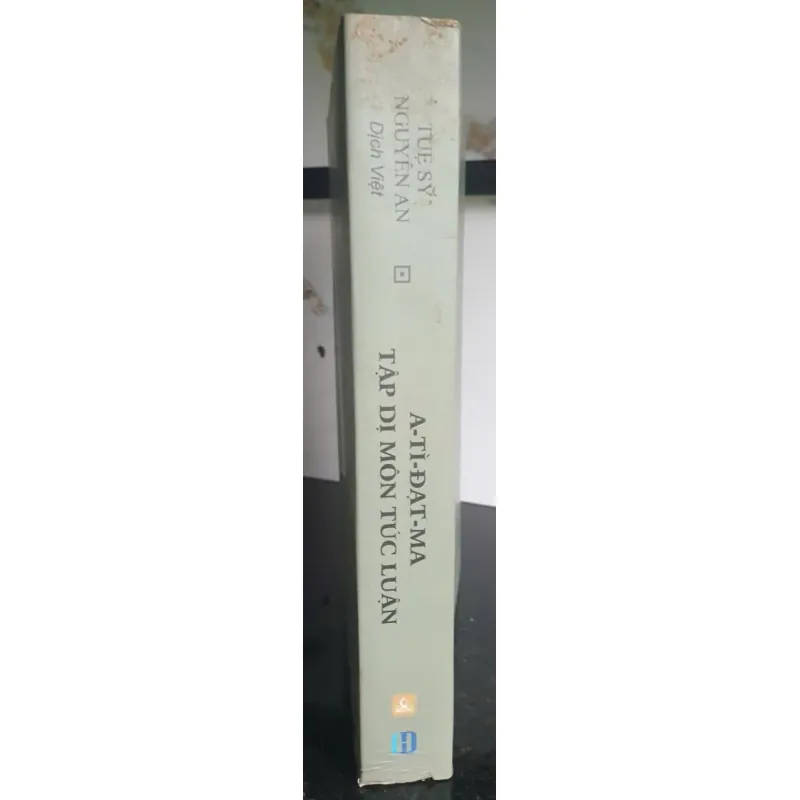 TUỆ SỸ
NGUYÊN AN
Dịch Việt
A-TÌ-ĐẠT-MA
TẬP DỊ MÔN TÚC LUẬN